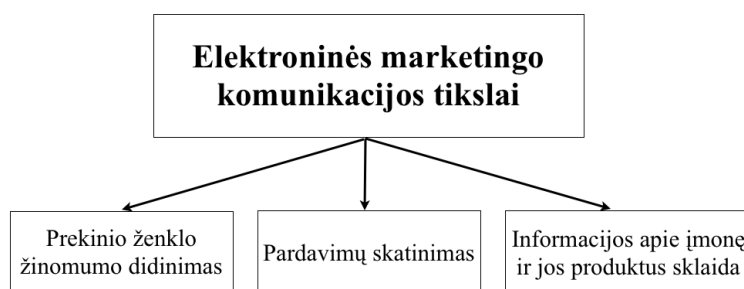 Elektroninės marketingo
komunikacijos tikslai
Prekinio ženklo
žinomumo didinimas
Pardavimų skatinimas
Informacijos apie įmonę
ir jos produktus sklaida